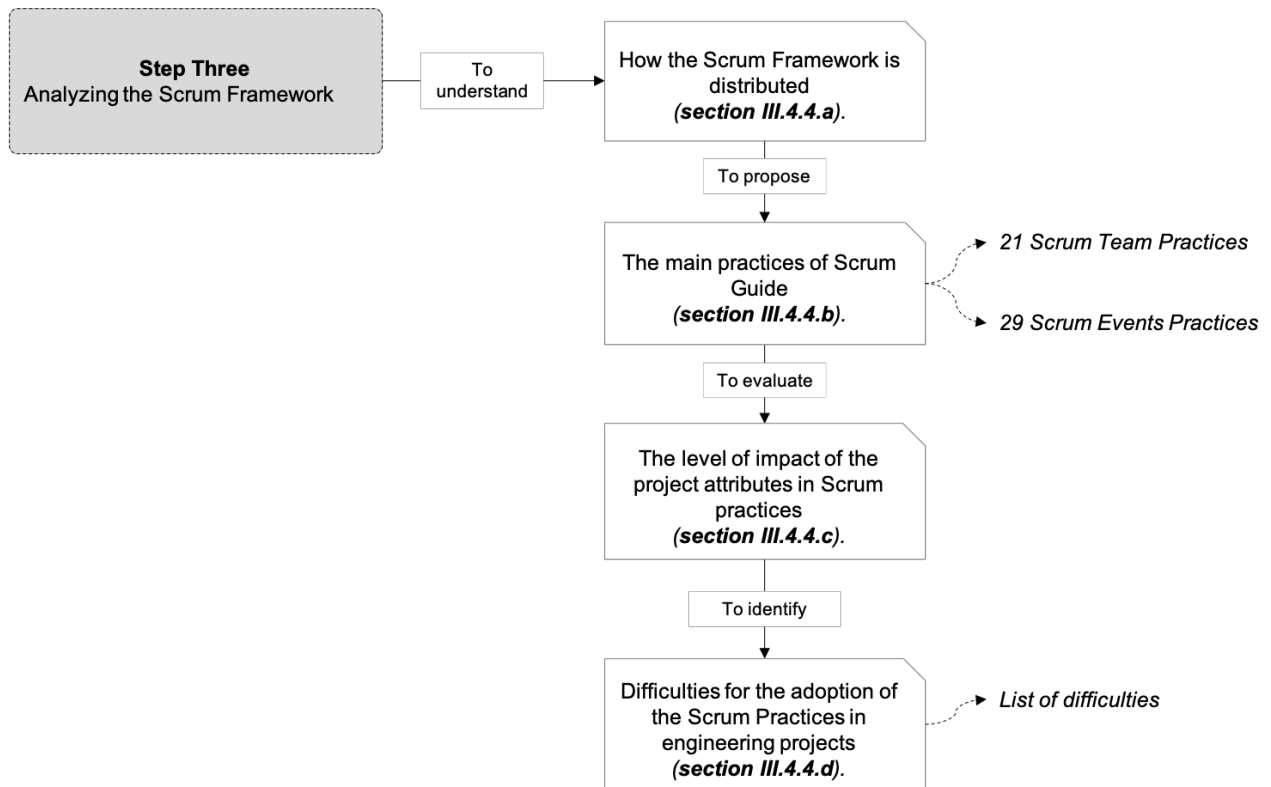 Step Three
Analyzing the Scrum Framework
To
understand
How the Scrum Framework is
distributed
(section III.4.4.a).
To propose
The main practices of Scrum
Guide
(section III.4.4.b).
21 Scrum Team Practices
29 Scrum Events Practices
To evaluate
The level of impact of the
project attributes in Scrum
practices
(section III.4.4.c).
To identify
Difficulties for the adoption of
the Scrum Practices in
engineering projects
(section III.4.4.d).
List of difficulties